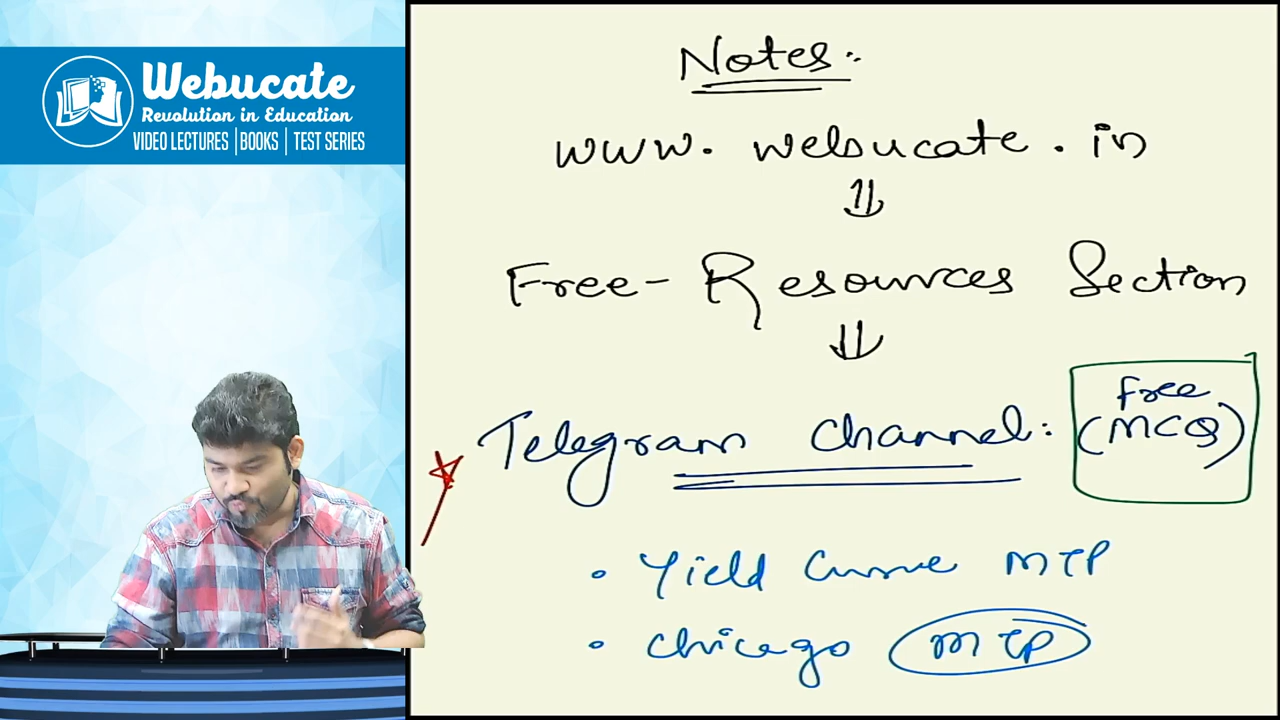 Webucate
Revolution in Education
VIDEO LECTURES | BOOKS | TEST SERIES
Notes:
www.webucate.in
Free-Resources Section
Telegram Channel: Free (MCQ)
• Yield Curve MTP
• Chicago MTP